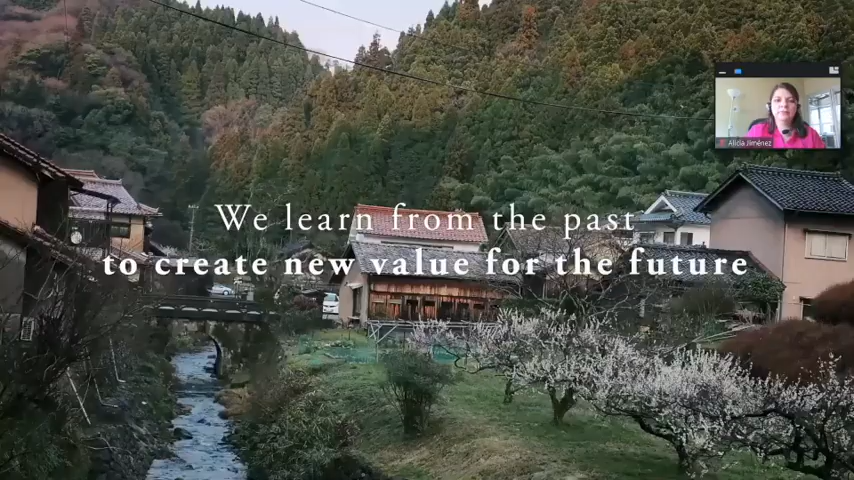 Alicia Jiménez
We learn from the past
to create new value for the future